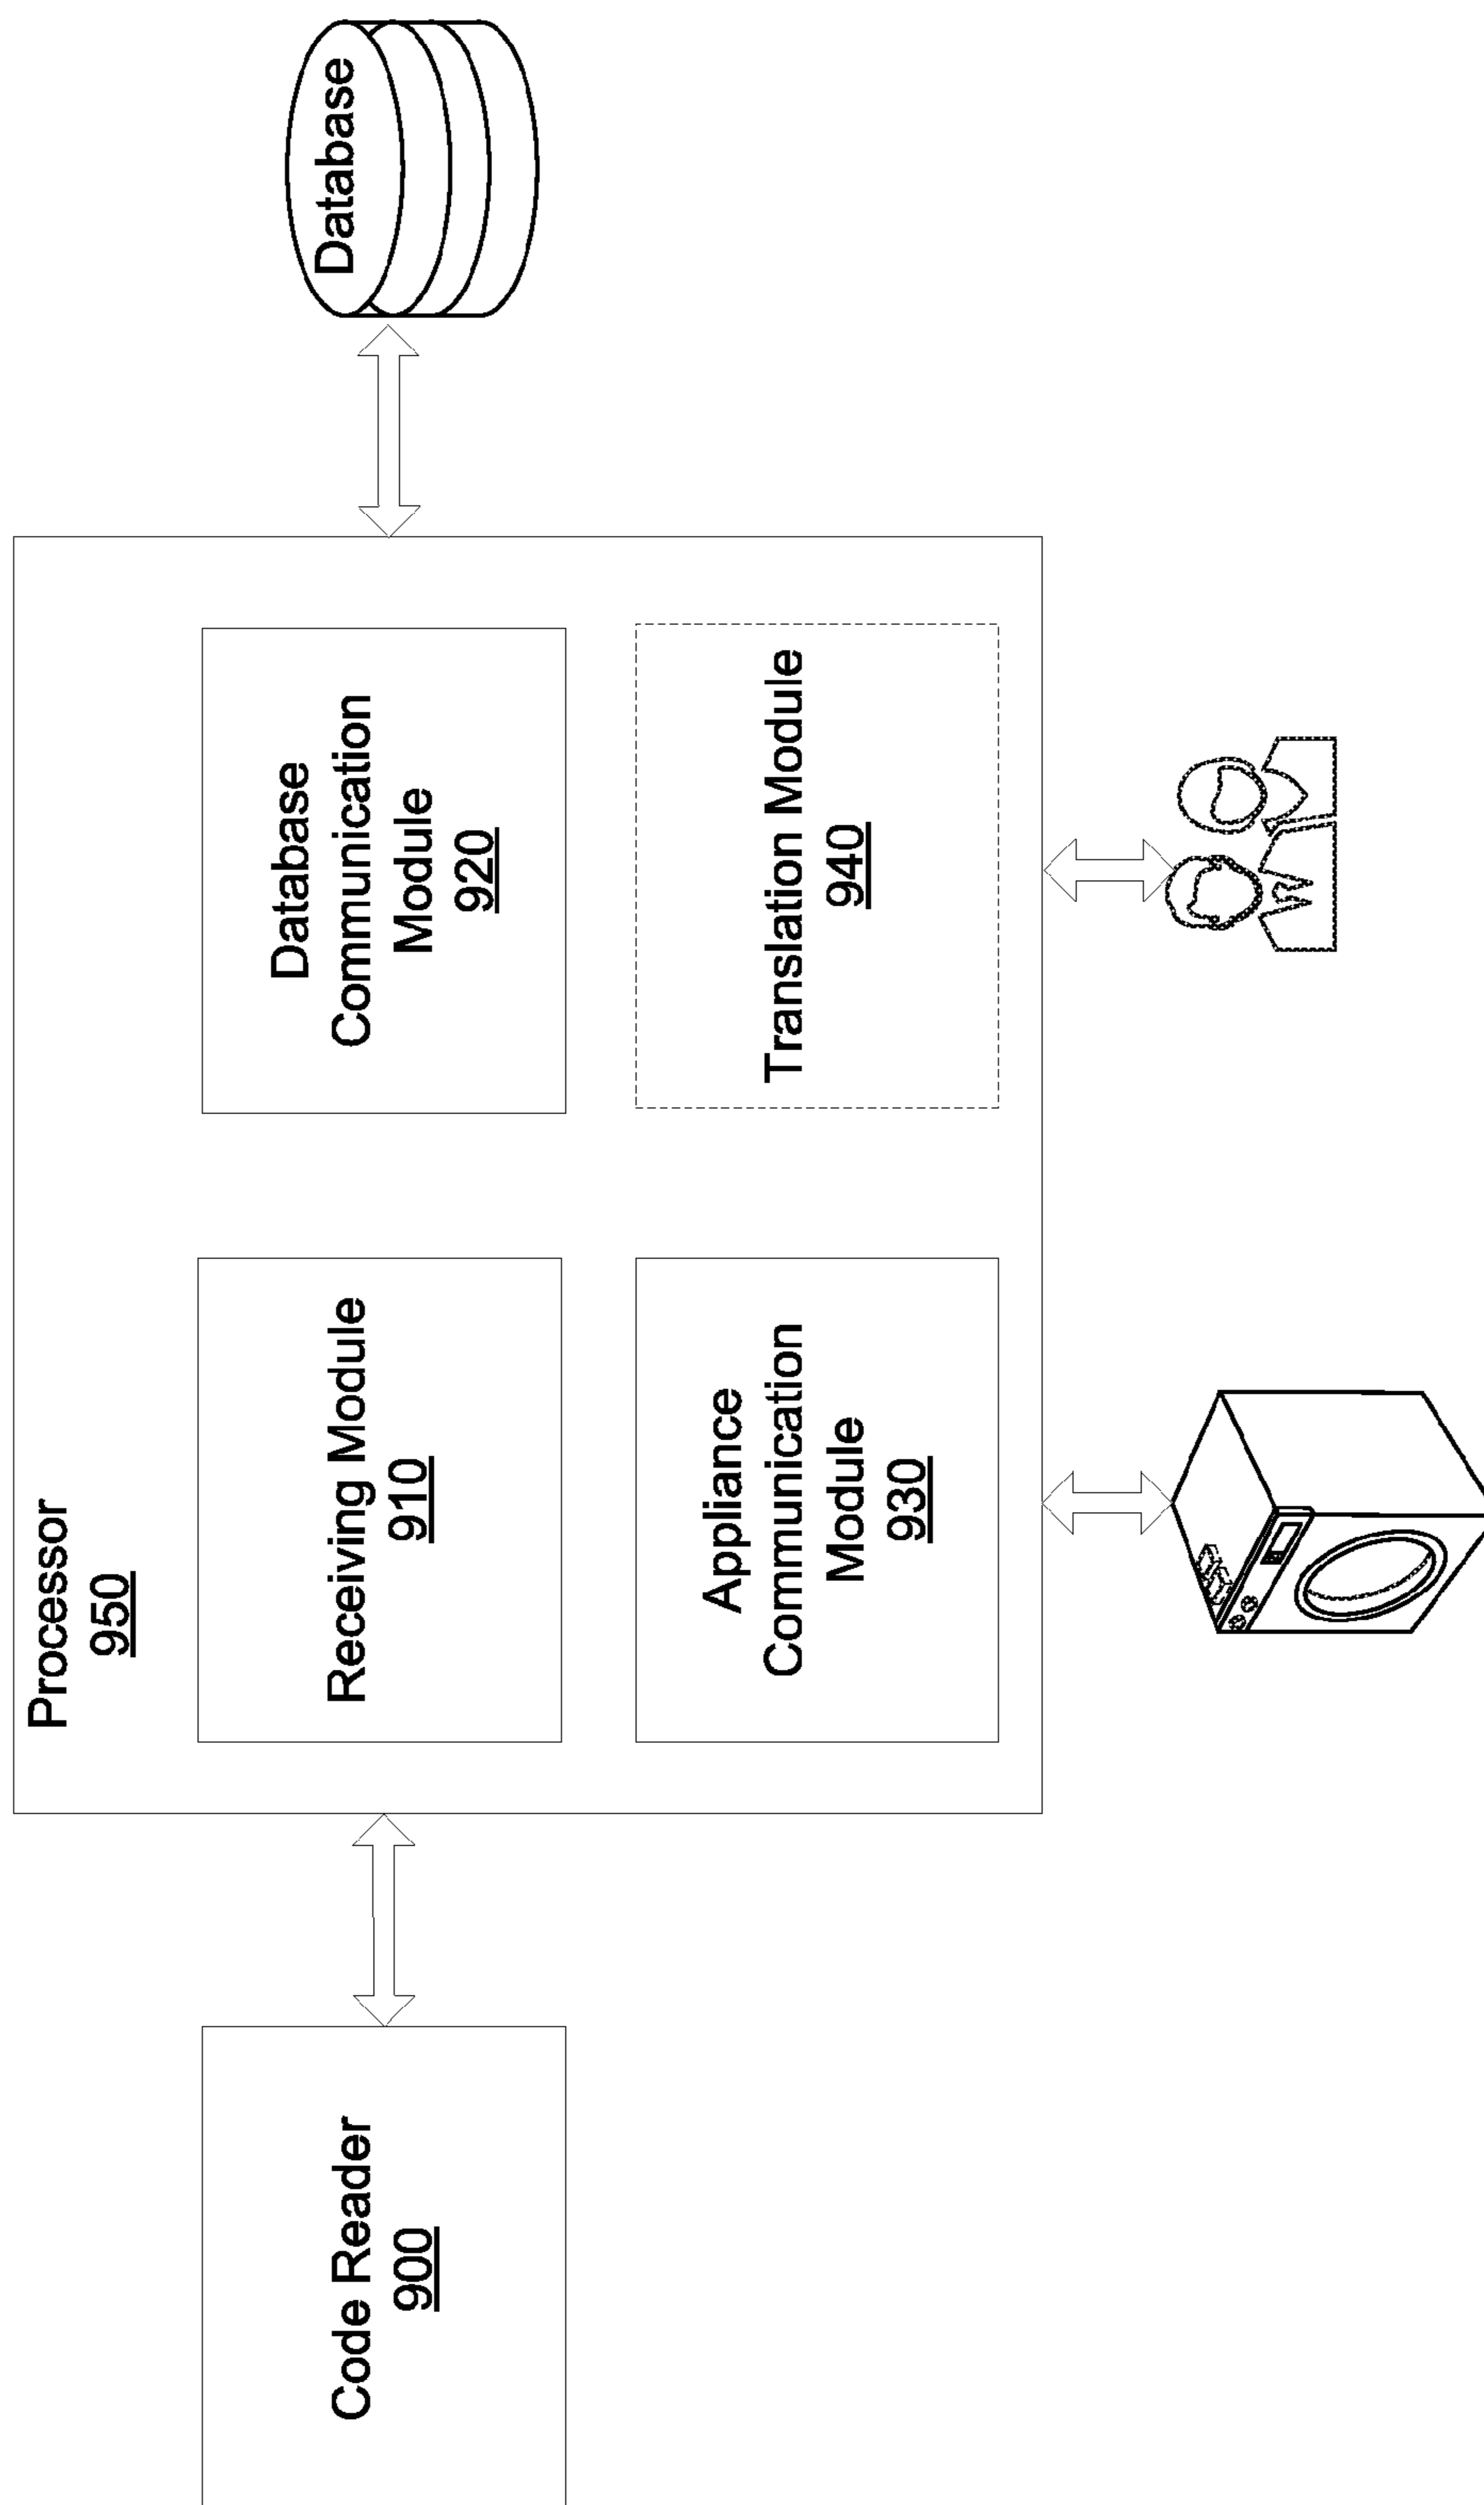 Processor
950
Code Reader
900
Receiving Module
910
Database
Communication
Module
920
Database
Appliance
Communication
Module
930
Translation Module
940